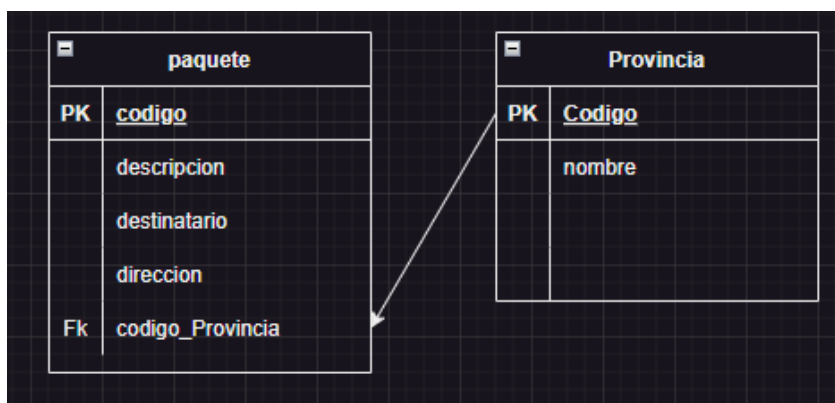 paquete
PK codigo
descripcion
destinatario
direccion
Fk codigo_Provincia
Provincia
PK Codigo
nombre